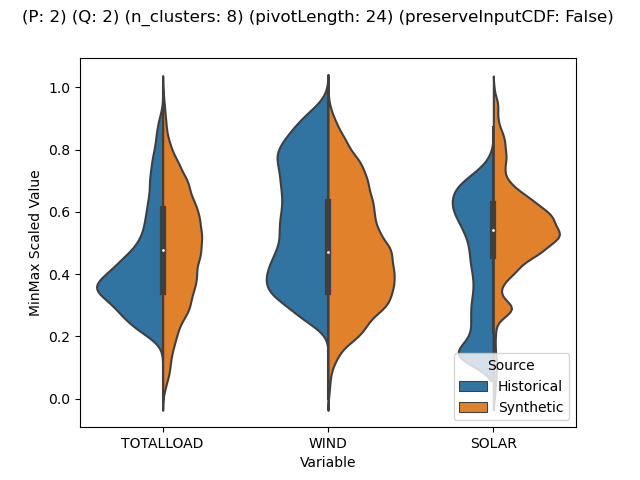 (P: 2) (Q: 2) (n_clusters: 8) (pivotLength: 24) (preserveInputCDF: False)
1.0
0.8
0.6
0.4
0.2
0.0
MinMax Scaled Value
Source
Historical
Synthetic
TOTALLOAD WIND SOLAR
Variable